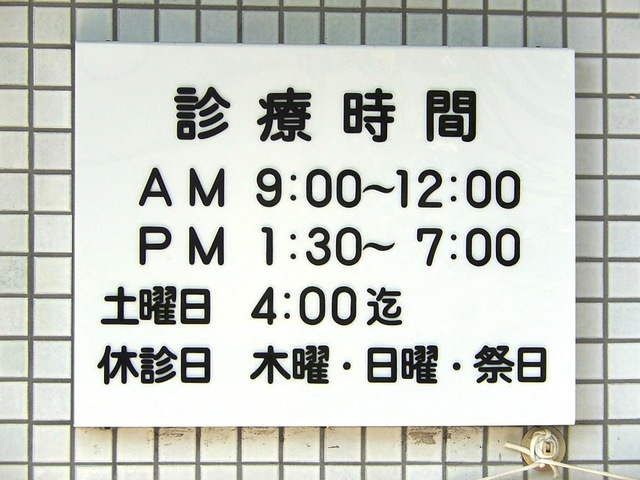 診療時間
AM 9:00〜12:00
PM 1:30〜 7:00
土曜日 4:00迄
休診日 木曜・日曜・祭日